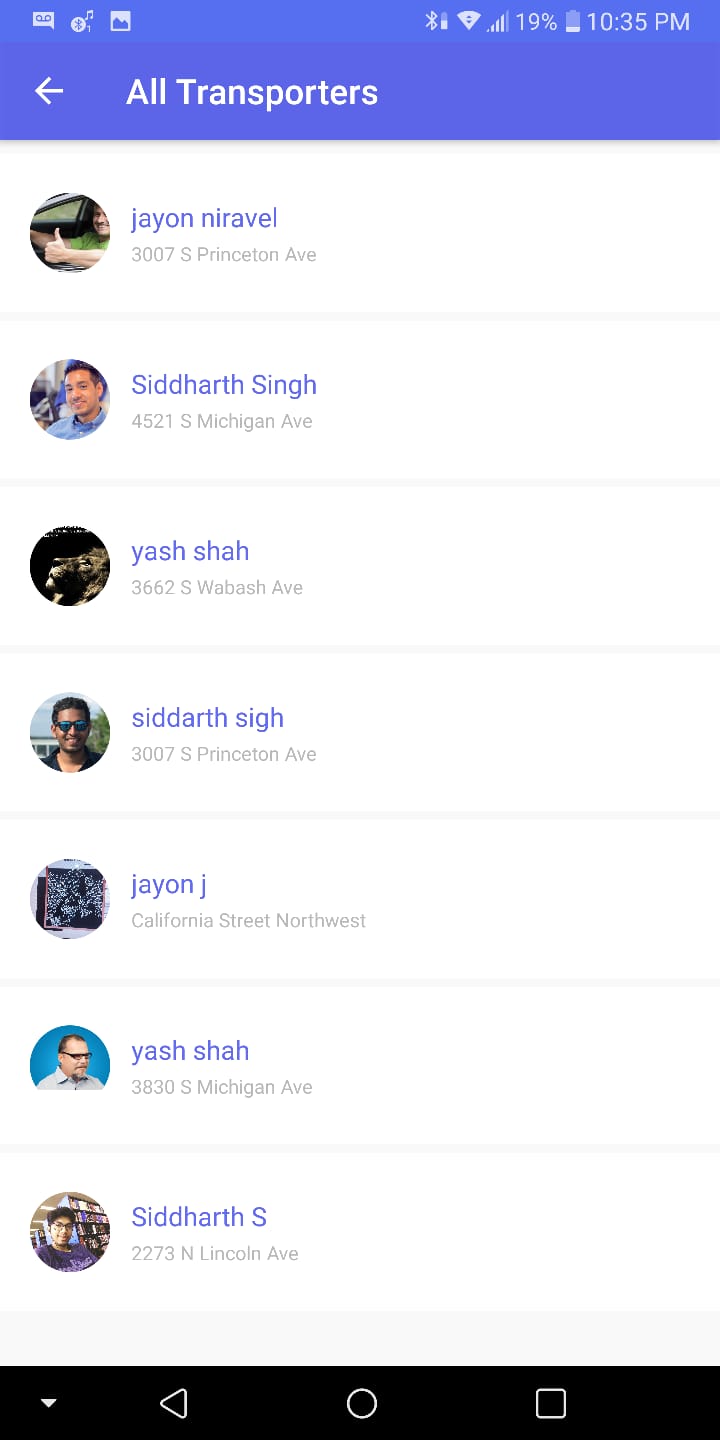 19% 10:35 PM
All Transporters
jayon niravel
3007 S Princeton Ave
Siddharth Singh
4521 S Michigan Ave
yash shah
3662 S Wabash Ave
siddarth sigh
3007 S Princeton Ave
jayon j
California Street Northwest
yash shah
3830 S Michigan Ave
Siddharth S
2273 N Lincoln Ave